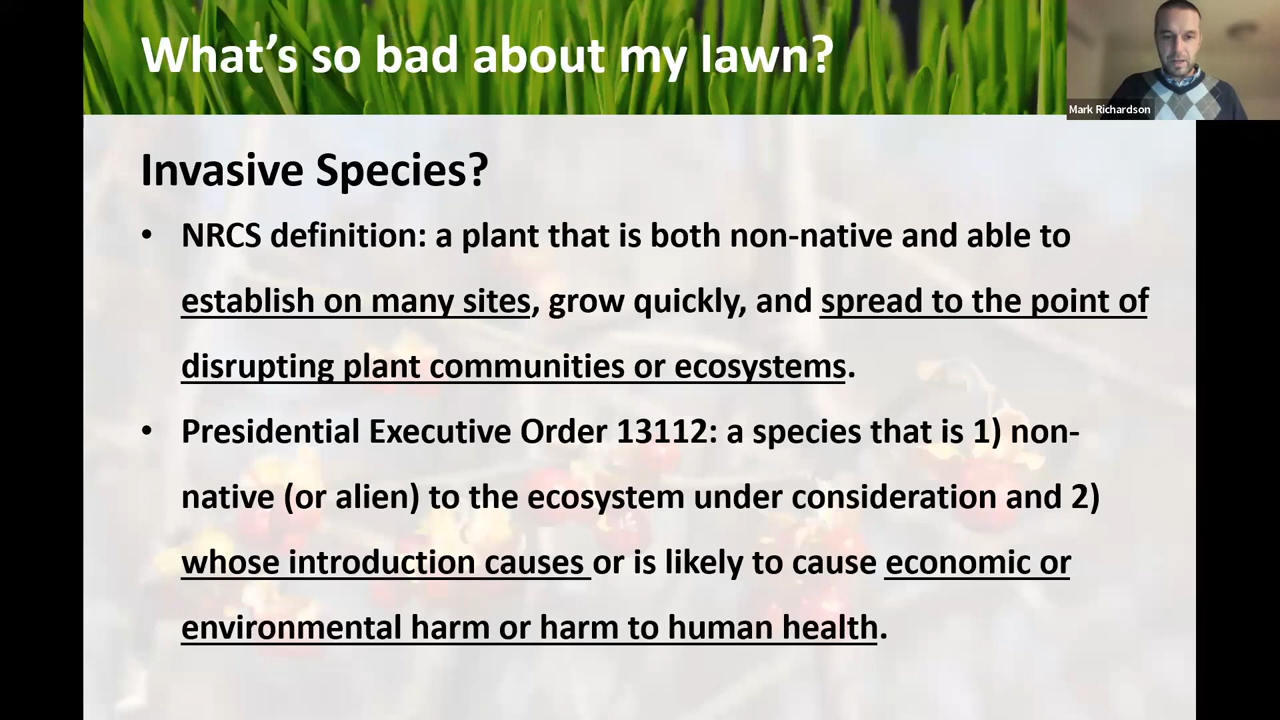 What's so bad about my lawn?
Mark Richardson
Invasive Species?
• NRCS definition: a plant that is both non-native and able to
establish on many sites, grow quickly, and spread to the point of
disrupting plant communities or ecosystems.
• Presidential Executive Order 13112: a species that is 1) non-
native (or alien) to the ecosystem under consideration and 2)
whose introduction causes or is likely to cause economic or
environmental harm or harm to human health.